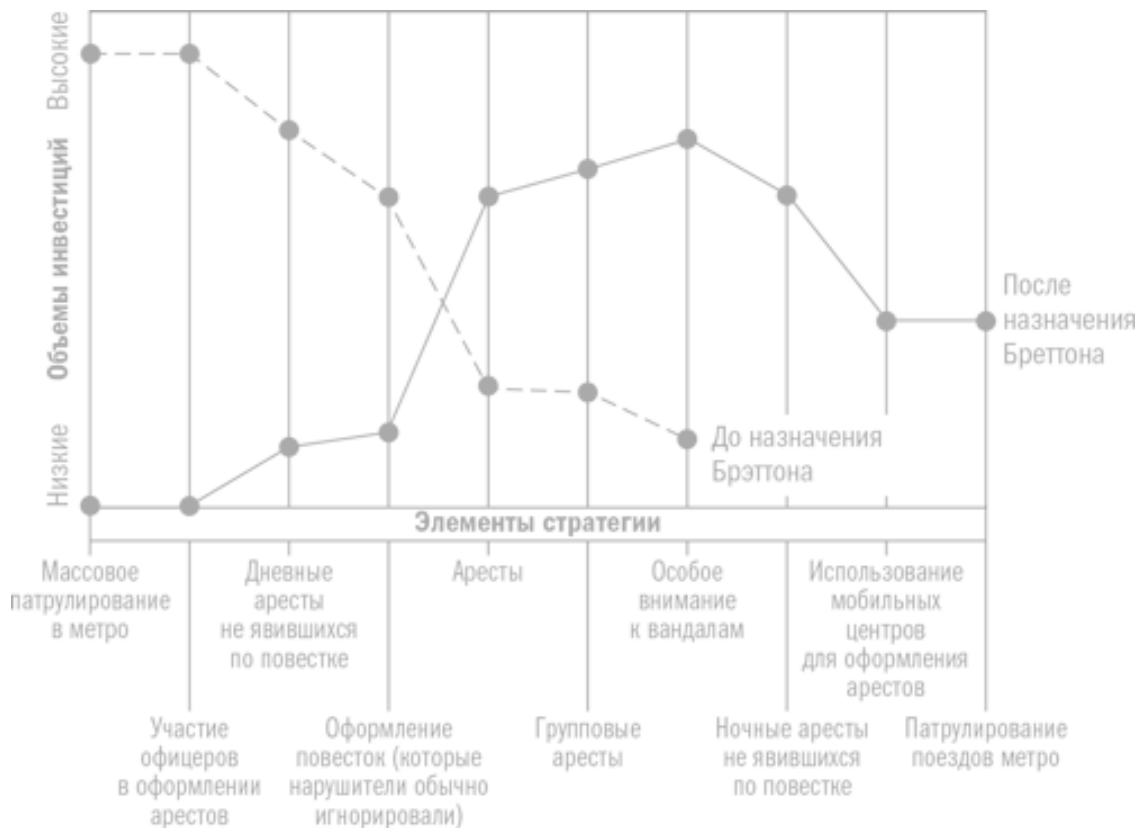 Высокие
Объемы инвестиций
Низкие
После
назначения
Бреттона
До назначения
Брэттона
Элементы стратегии
Массовое
патрулирование
в метро
Дневные
аресты
не явившихся
по повестке
Аресты
Особое
внимание
к вандалам
Использование
мобильных
центров
для оформления
арестов
Участие
офицеров
в оформлении
арестов
Оформление
повесток (которые
нарушители обычно
игнорировали)
Групповые
аресты
Ночные аресты
не явившихся
по повестке
Патрулирование
поездов метро